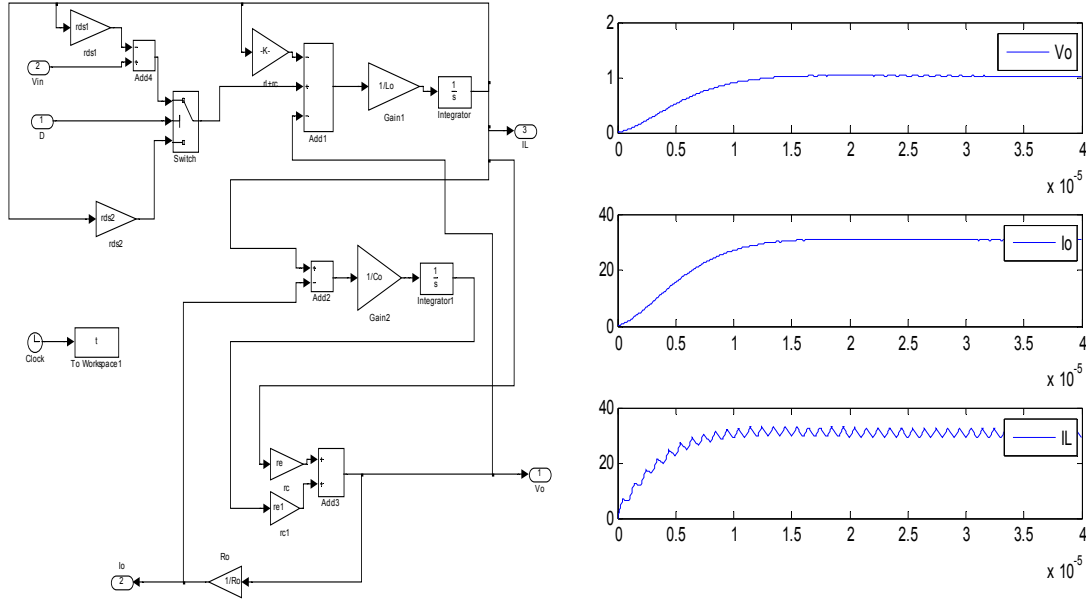 rds1
rds1
2
Vin
Add4
1
D
Switch
rds2
rds2
-K-
rl+rc
Add1
1/Lo
Gain1
1
s
Integrator
3
IL
Add2
1/Co
Gain2
1
s
Integrator1
Clock
t
To Workspace1
re
rc
re1
rc1
Add3
1
Vo
Ro
1/Ro
Io
2
2
1
0
Vo
0 0.5 1 1.5 2 2.5 3 3.5 4
x 10⁻⁵
40
20
0
Io
0 0.5 1 1.5 2 2.5 3 3.5 4
x 10⁻⁵
40
20
0
IL
0 0.5 1 1.5 2 2.5 3 3.5 4
x 10⁻⁵